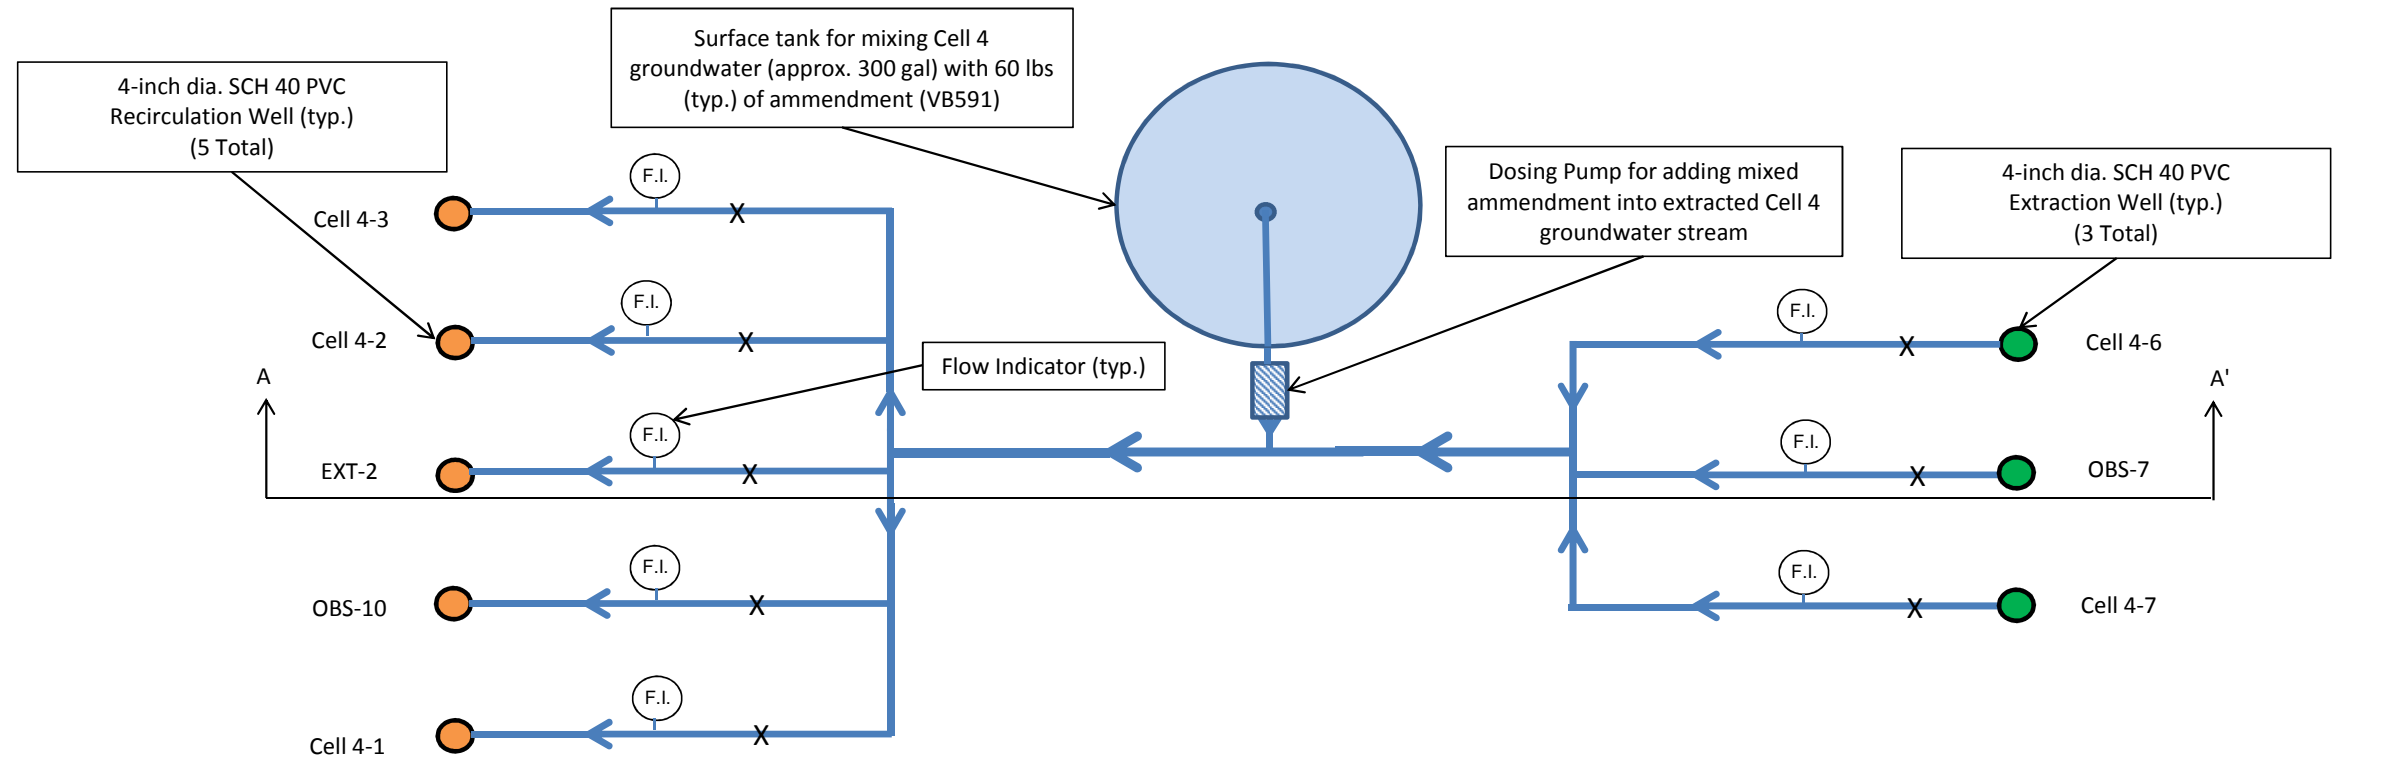 4-inch dia. SCH 40 PVC
Recirculation Well (typ.)
(5 Total)
Surface tank for mixing Cell 4
groundwater (approx. 300 gal) with 60 lbs
(typ.) of ammendment (VB591)
Dosing Pump for adding mixed
ammendment into extracted Cell 4
groundwater stream
4-inch dia. SCH 40 PVC
Extraction Well (typ.)
(3 Total)
F.I.
X
Cell 4-3
F.I.
X
Cell 4-2
Flow Indicator (typ.)
A
F.I.
X
EXT-2
F.I.
X
OBS-10
F.I.
X
Cell 4-1
F.I.
X
Cell 4-6
A'
F.I.
X
OBS-7
F.I.
X
Cell 4-7